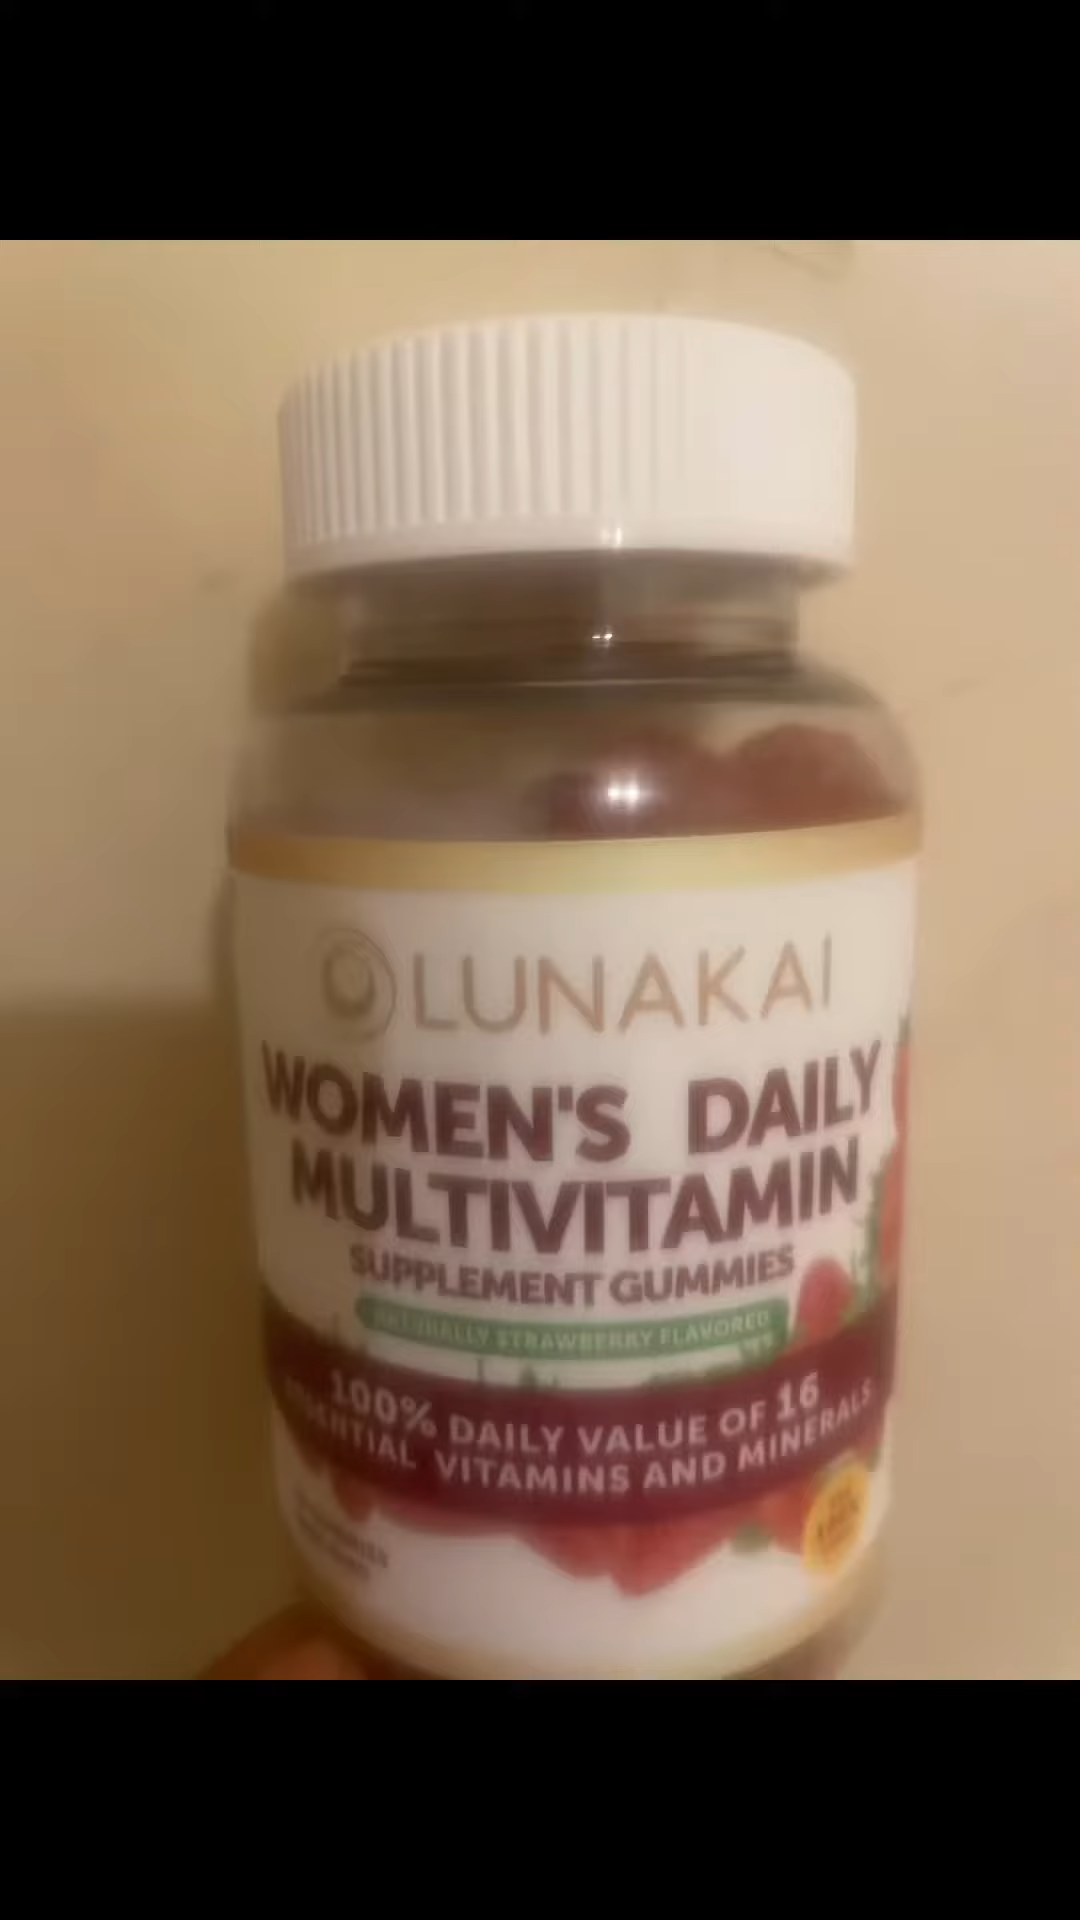 LUNAKAI
WOMEN'S DAILY
MULTIVITAMIN
SUPPLEMENT GUMMIES
NATURALLY STRAWBERRY FLAVORED
100% DAILY VALUE OF 16
ESSENTIAL VITAMINS AND MINERALS